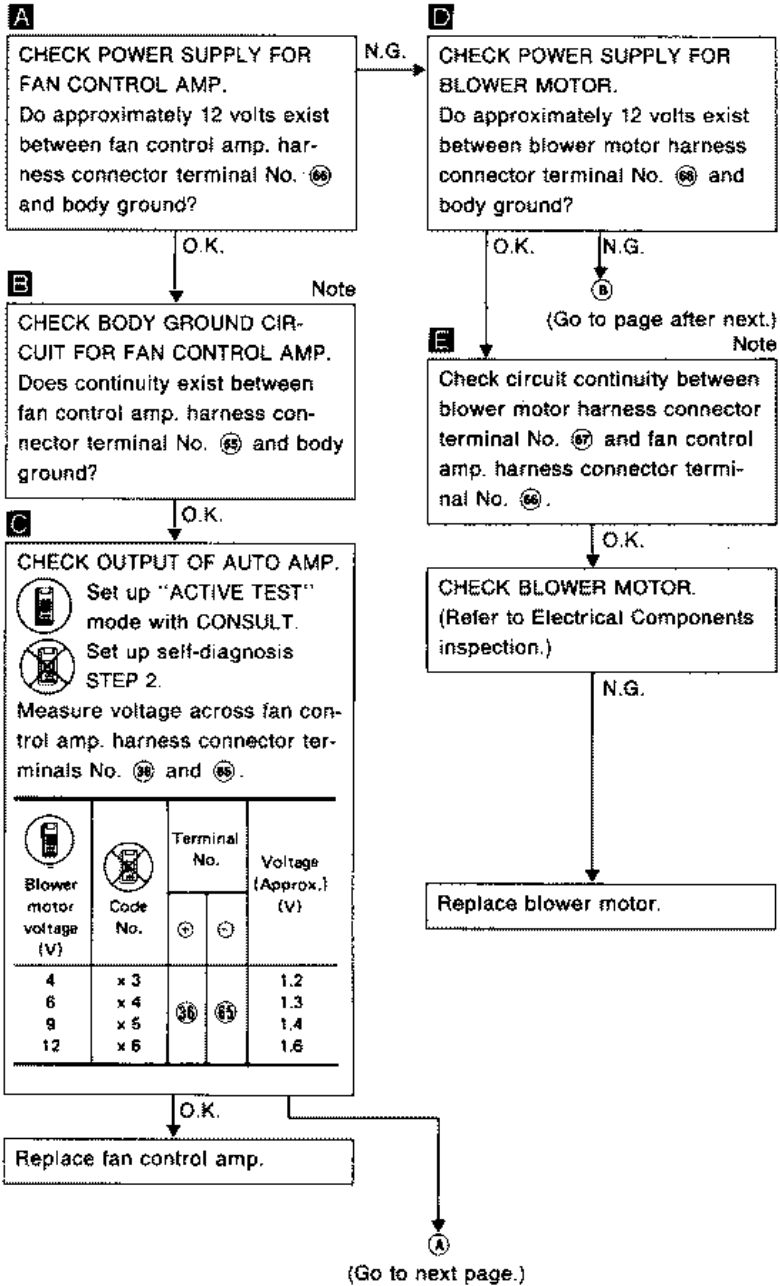 A
CHECK POWER SUPPLY FOR
FAN CONTROL AMP.
Do approximately 12 volts exist
between fan control amp. har-
ness connector terminal No. 66
and body ground?
N.G.
O.K.
B
Note
CHECK BODY GROUND CIR-
CUIT FOR FAN CONTROL AMP.
Does continuity exist between
fan control amp. harness con-
nector terminal No. 65 and body
ground?
O.K.
C
CHECK OUTPUT OF AUTO AMP.
Set up "ACTIVE TEST"
mode with CONSULT.
Set up self-diagnosis
STEP 2.
Measure voltage across fan con-
trol amp. harness connector ter-
minals No. 36 and 65.
Blower
motor
voltage
(V)
Code
No.
Terminal
No.
⊕ ⊖
Voltage
(Approx.)
(V)
4 x 3 1.2
6 x 4 1.3
36 65
9 x 5 1.4
12 x 6 1.6
O.K.
Replace fan control amp.
A
(Go to next page.)
D
CHECK POWER SUPPLY FOR
BLOWER MOTOR.
Do approximately 12 volts exist
between blower motor harness
connector terminal No. 68 and
body ground?
O.K. N.G.
B
(Go to page after next.)
E
Note
Check circuit continuity between
blower motor harness connector
terminal No. 67 and fan control
amp. harness connector termi-
nal No. 66.
O.K.
CHECK BLOWER MOTOR.
(Refer to Electrical Components
inspection.)
N.G.
Replace blower motor.